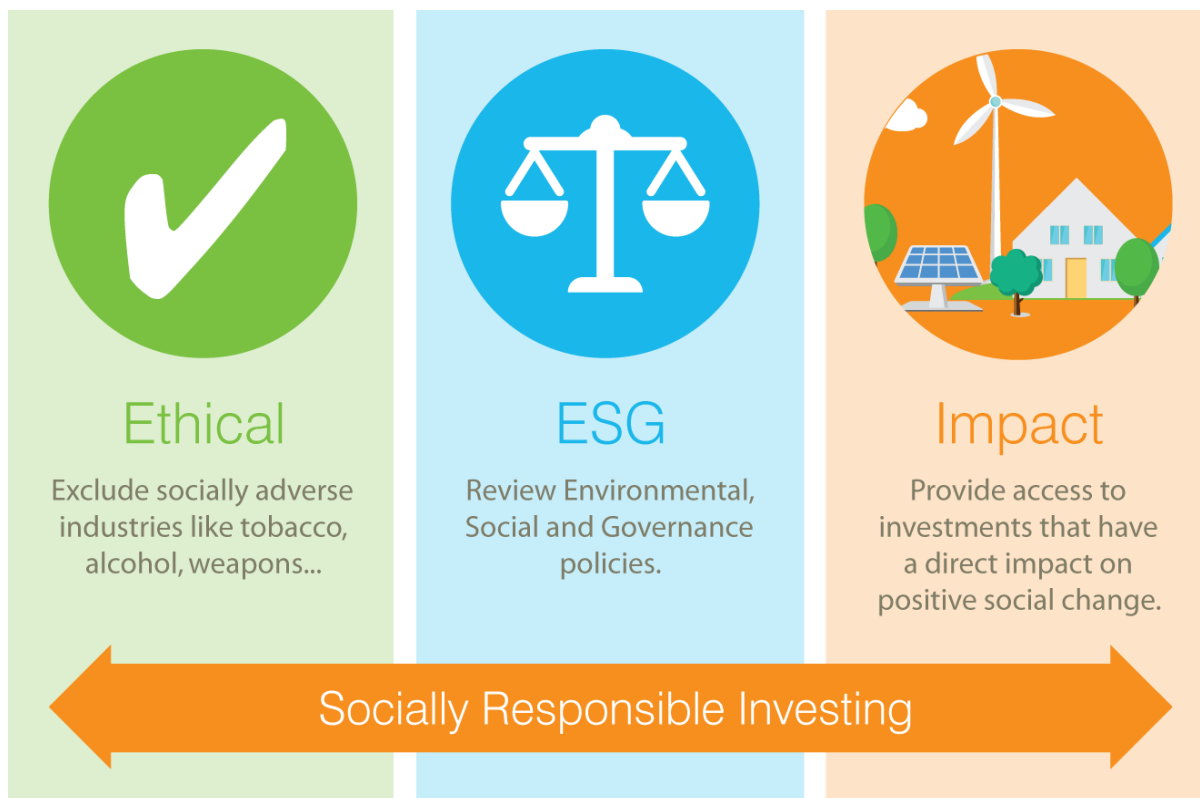 Ethical
Exclude socially adverse
industries like tobacco,
alcohol, weapons...
ESG
Review Environmental,
Social and Governance
policies.
Impact
Provide access to
investments that have
a direct impact on
positive social change.
Socially Responsible Investing